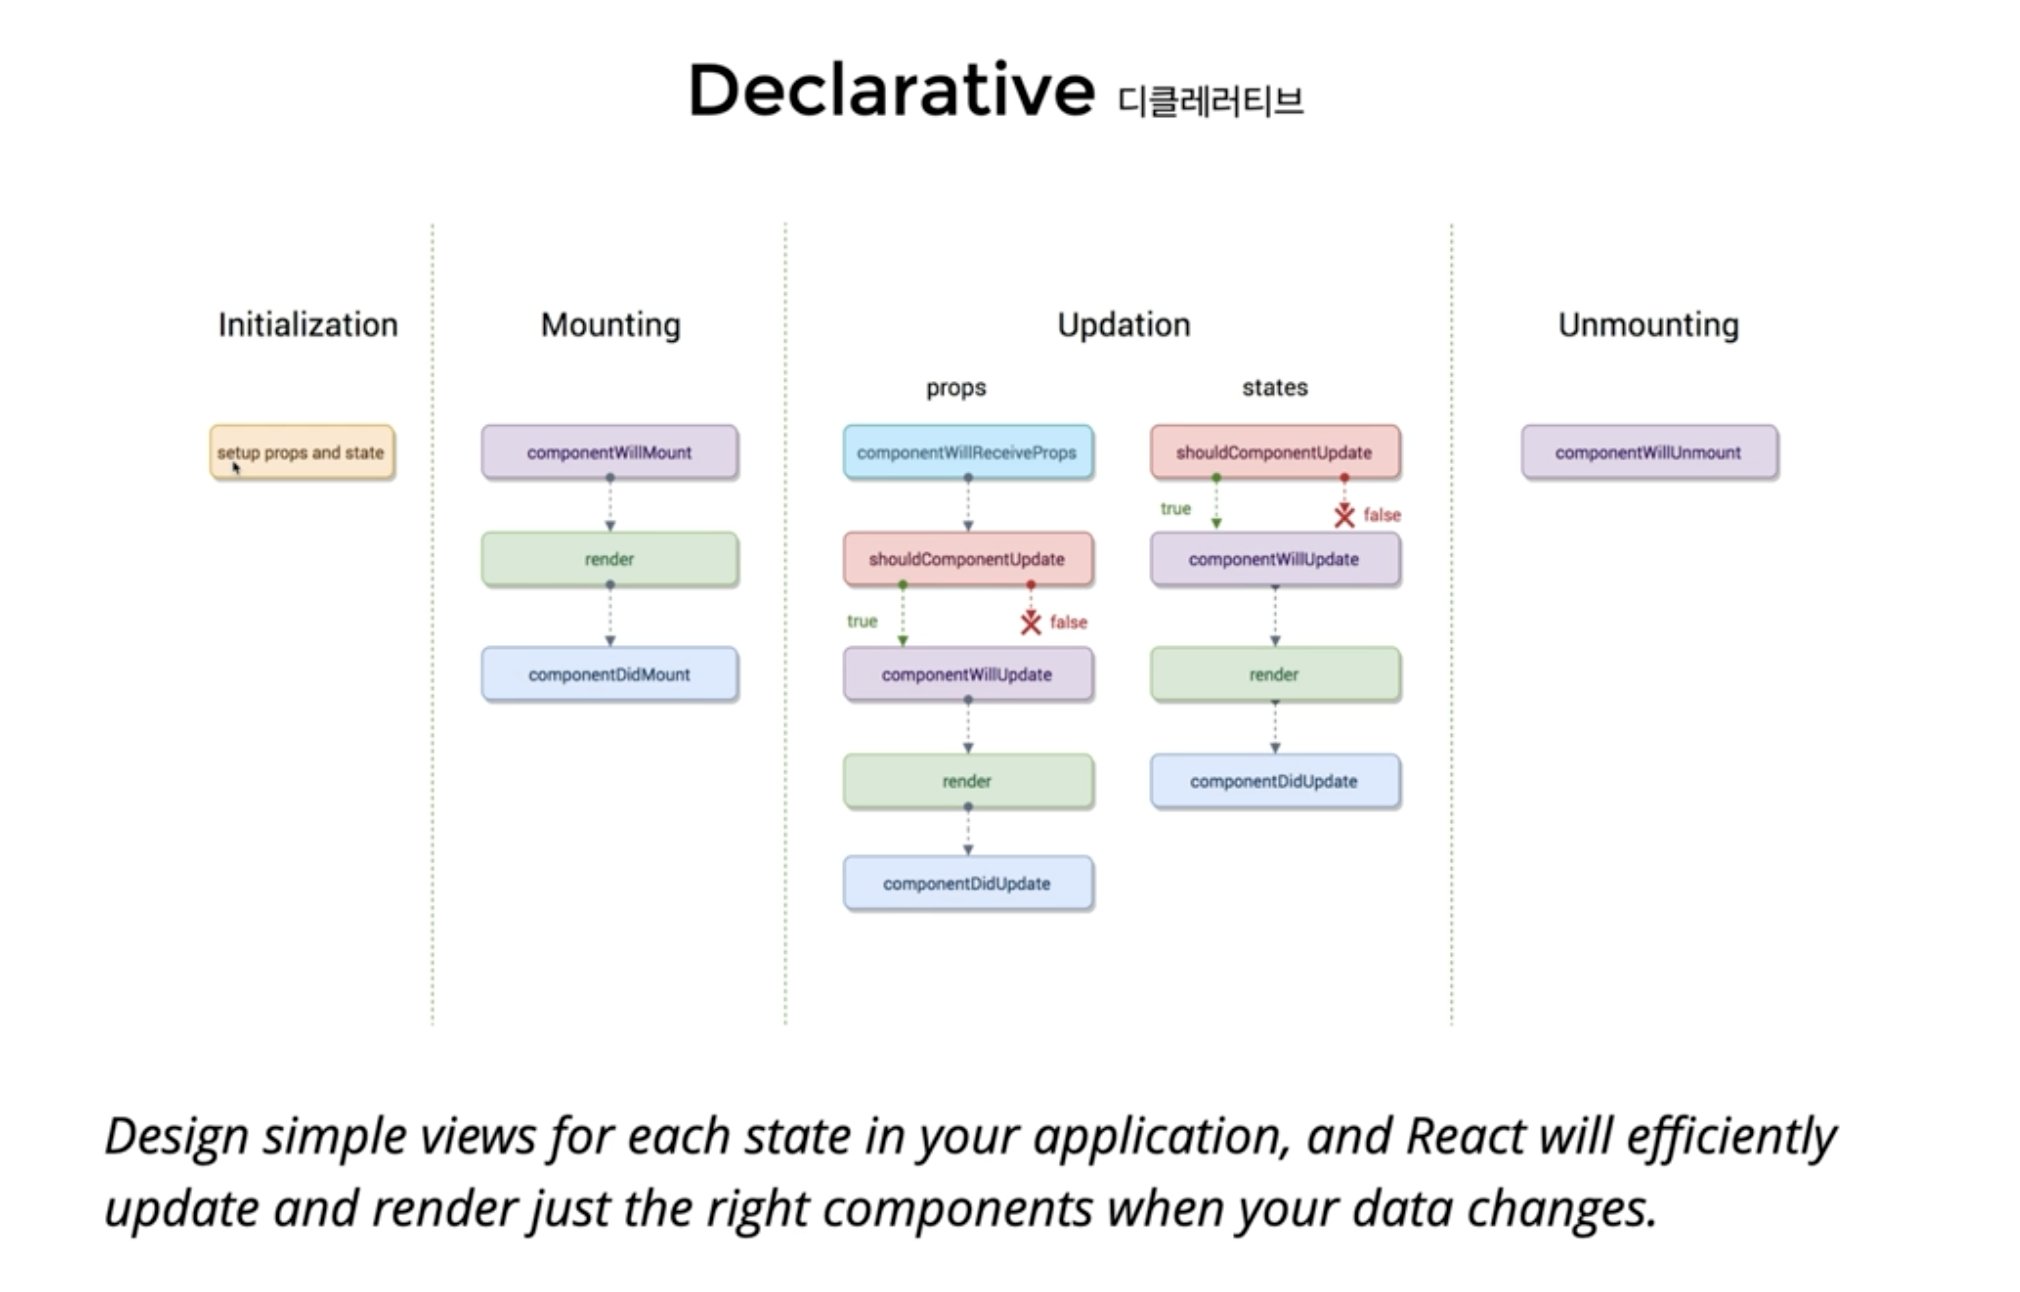 Declarative 디클레러티브
Initialization
setup props and state
Mounting
componentWillMount
render
componentDidMount
Updation
props
componentWillReceiveProps
shouldComponentUpdate
true
false
componentWillUpdate
render
componentDidUpdate
states
shouldComponentUpdate
true
false
componentWillUpdate
render
componentDidUpdate
Unmounting
componentWillUnmount
Design simple views for each state in your application, and React will efficiently
update and render just the right components when your data changes.